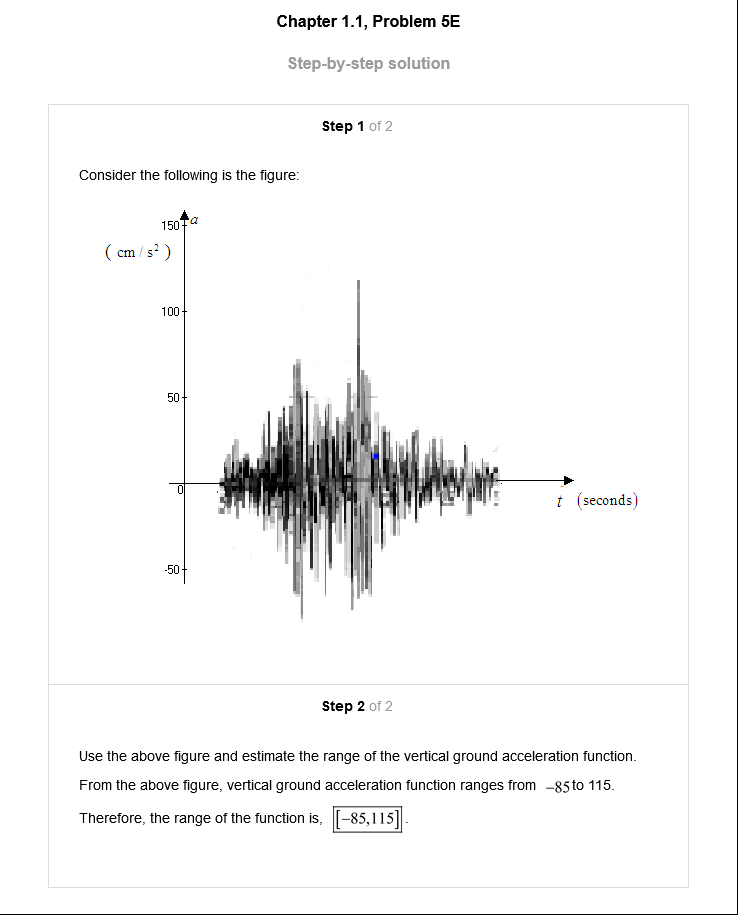 Chapter 1.1, Problem 5E
Step-by-step solution
Step 1 of 2
Consider the following is the figure:
150 a
( cm / s² )
100
50
0
t (seconds)
-50
Step 2 of 2
Use the above figure and estimate the range of the vertical ground acceleration function.
From the above figure, vertical ground acceleration function ranges from −85 to 115.
Therefore, the range of the function is, [−85,115] .